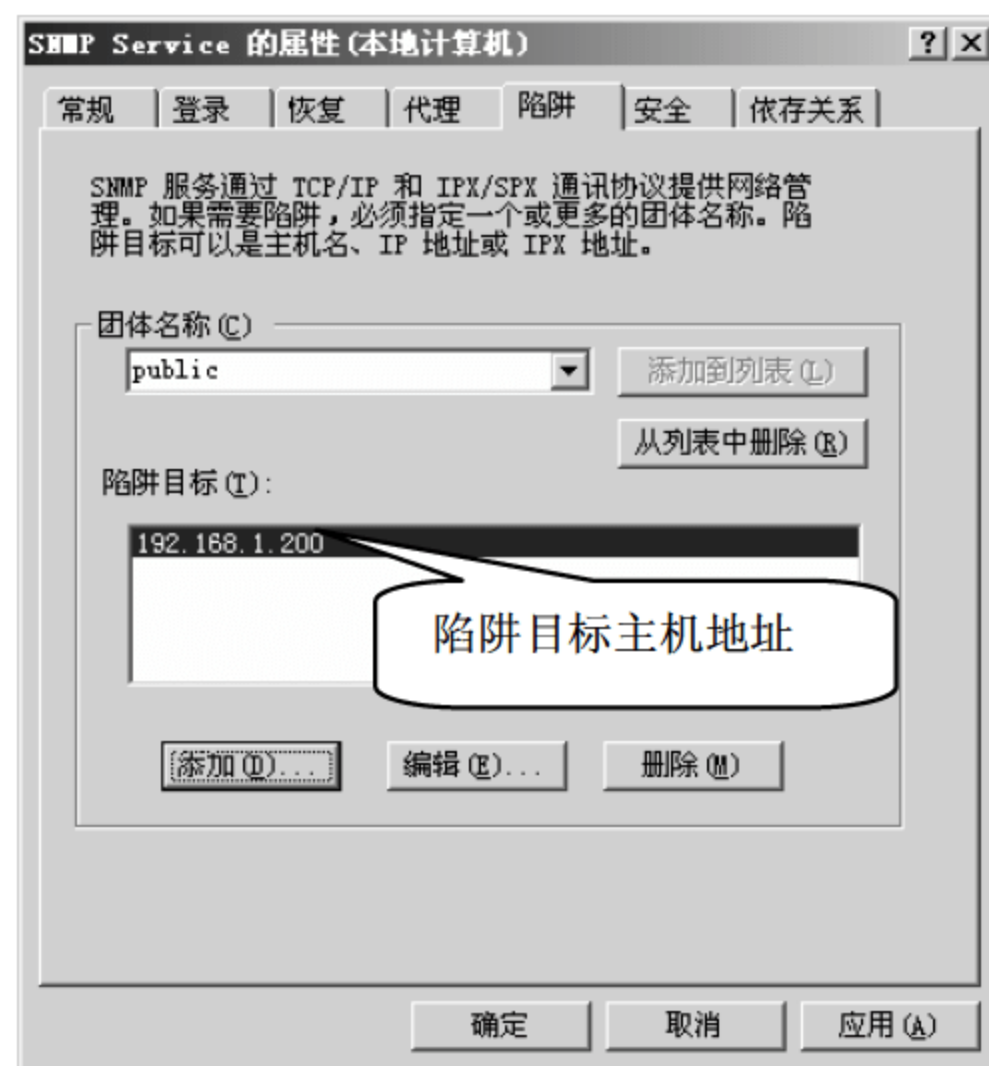 SNMP Service 的属性(本地计算机)
常规 登录 恢复 代理 陷阱 安全 依存关系
SNMP 服务通过 TCP/IP 和 IPX/SPX 通讯协议提供网络管
理。如果需要陷阱,必须指定一个或更多的团体名称。陷
阱目标可以是主机名、IP 地址或 IPX 地址。
团体名称(C)
public
添加到列表(L)
从列表中删除(R)
陷阱目标(T):
192.168.1.200
陷阱目标主机地址
添加(D)... 编辑(E)... 删除(M)
确定 取消 应用(A)